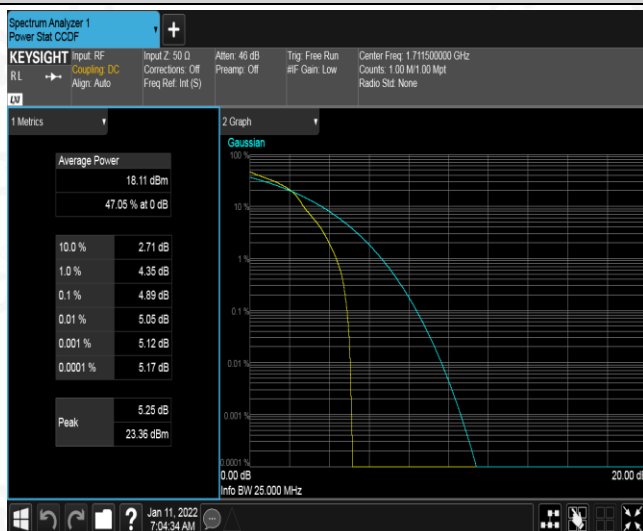 Spectrum Analyzer 1
Power Stat CCDF
+
KEYSIGHT
R L
LXI
Input: RF
Coupling: DC
Align: Auto
Input Z: 50 Ω
Corrections: Off
Freq Ref: Int (S)
Atten: 46 dB
Preamp: Off
Trig: Free Run
#IF Gain: Low
Center Freq: 1.711500000 GHz
Counts: 1.00 M/1.00 Mpt
Radio Std: None
1 Metrics
Average Power
18.11 dBm
47.05 % at 0 dB
10.0 % 2.71 dB
1.0 % 4.35 dB
0.1 % 4.89 dB
0.01 % 5.05 dB
0.001 % 5.12 dB
0.0001 % 5.17 dB
Peak
5.25 dB
23.36 dBm
2 Graph
Gaussian
100 %
10 %
1 %
0.1 %
0.01 %
0.001 %
0.0001 %
0.00 dB
20.00 dB
Info BW 25.000 MHz
?
Jan 11, 2022
7:04:34 AM